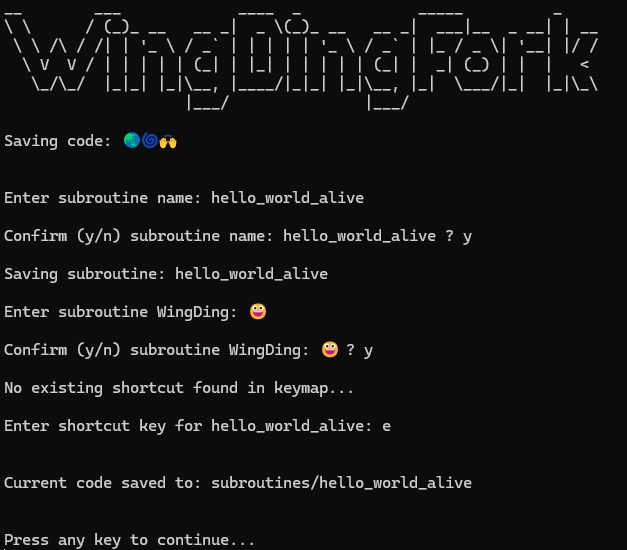 WingDingFork
Saving code: 🌏🌀🙌
Enter subroutine name: hello_world_alive
Confirm (y/n) subroutine name: hello_world_alive ? y
Saving subroutine: hello_world_alive
Enter subroutine WingDing: 😀
Confirm (y/n) subroutine WingDing: 😀 ? y
No existing shortcut found in keymap...
Enter shortcut key for hello_world_alive: e
Current code saved to: subroutines/hello_world_alive
Press any key to continue...